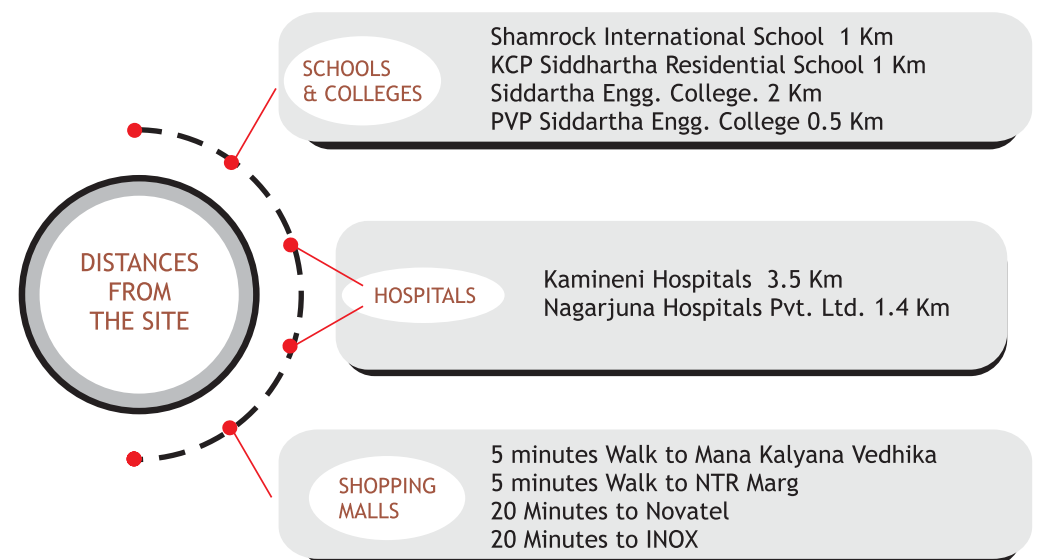 DISTANCES
FROM
THE SITE
SCHOOLS
& COLLEGES
Shamrock International School  1 Km
KCP Siddhartha Residential School 1 Km
Siddartha Engg. College. 2 Km
PVP Siddartha Engg. College 0.5 Km
HOSPITALS
Kamineni Hospitals  3.5 Km
Nagarjuna Hospitals Pvt. Ltd. 1.4 Km
SHOPPING
MALLS
5 minutes Walk to Mana Kalyana Vedhika
5 minutes Walk to NTR Marg
20 Minutes to Novatel
20 Minutes to INOX